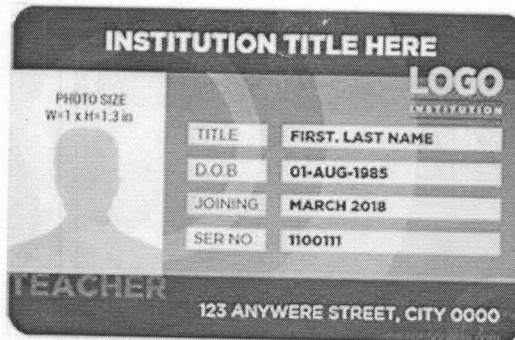 INSTITUTION TITLE HERE
LOGO
INSTITUTION
PHOTO SIZE
W=1 x H=1.3 in
TITLE FIRST. LAST NAME
D.O.B 01-AUG-1985
JOINING MARCH 2018
SER NO 1100111
TEACHER
123 ANYWERE STREET, CITY 0000